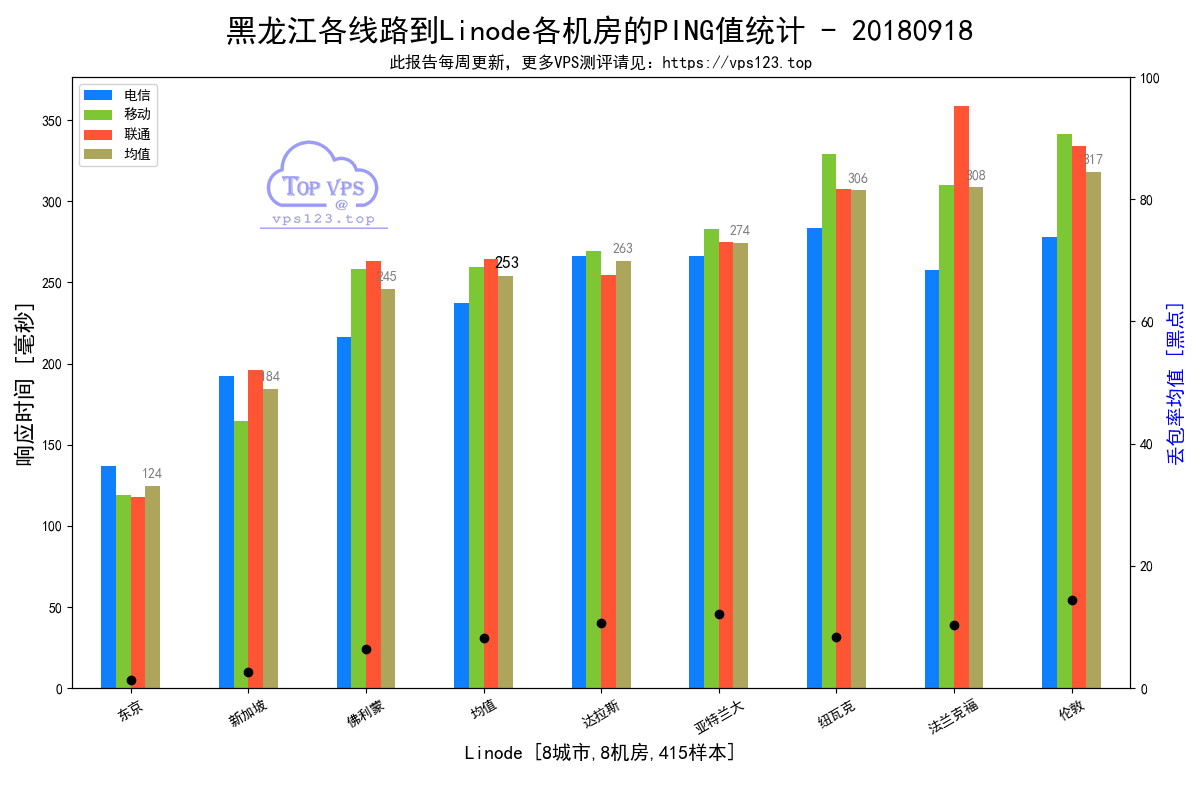 黑龙江各线路到Linode各机房的PING值统计 - 20180918
此报告每周更新，更多VPS测评请见：https://vps123.top
电信
移动
联通
均值
TOP VPS
@
vps123.top
响应时间 [毫秒]
丢包率均值 [黑点]
0
50
100
150
200
250
300
350
0
20
40
60
80
100
124
184
245
253
263
274
306
308
317
东京
新加坡
佛利蒙
均值
达拉斯
亚特兰大
纽瓦克
法兰克福
伦敦
Linode [8城市,8机房,415样本]